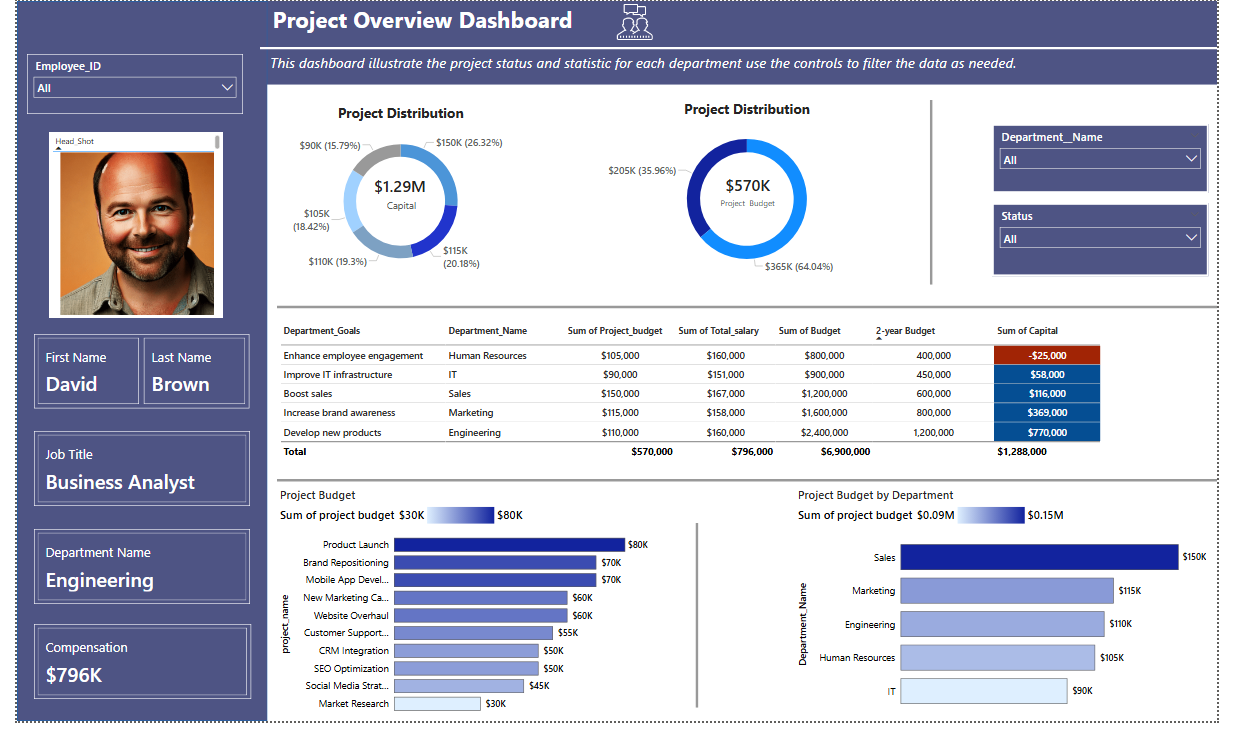 Project Overview Dashboard
This dashboard illustrate the project status and statistic for each department use the controls to filter the data as needed.
Employee_ID
All
Head_Shot
First Name
David
Last Name
Brown
Job Title
Business Analyst
Department Name
Engineering
Compensation
$796K
Project Distribution
$90K (15.79%)
$150K (26.32%)
$1.29M
Capital
$105K
(18.42%)
$110K (19.3%)
$115K
(20.18%)
Project Distribution
$205K (35.96%)
$570K
Project Budget
$365K (64.04%)
Department__Name
All
Status
All
Department_Goals Department_Name Sum of Project_budget Sum of Total_salary Sum of Budget 2-year Budget Sum of Capital
Enhance employee engagement Human Resources $105,000 $160,000 $800,000 400,000 -$25,000
Improve IT infrastructure IT $90,000 $151,000 $900,000 450,000 $58,000
Boost sales Sales $150,000 $167,000 $1,200,000 600,000 $116,000
Increase brand awareness Marketing $115,000 $158,000 $1,600,000 800,000 $369,000
Develop new products Engineering $110,000 $160,000 $2,400,000 1,200,000 $770,000
Total $570,000 $796,000 $6,900,000 $1,288,000
Project Budget
Sum of project budget $30K $80K
project_name
Product Launch $80K
Brand Repositioning $70K
Mobile App Devel... $70K
New Marketing Ca... $60K
Website Overhaul $60K
Customer Support... $55K
CRM Integration $50K
SEO Optimization $50K
Social Media Strat... $45K
Market Research $30K
Project Budget by Department
Sum of project budget $0.09M $0.15M
Department_Name
Sales $150K
Marketing $115K
Engineering $110K
Human Resources $105K
IT $90K